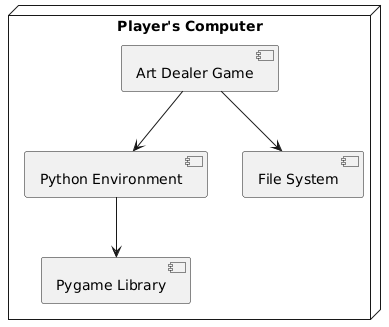 Player's Computer
Art Dealer Game
Python Environment
File System
Pygame Library